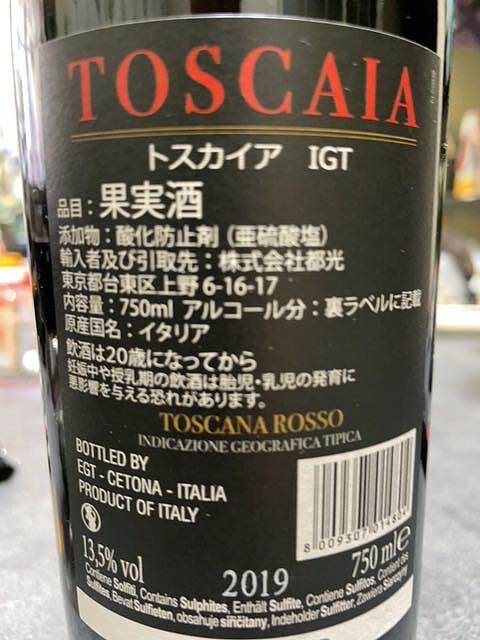 TOSCAIA
トスカイア IGT
品目：果実酒
添加物：酸化防止剤（亜硫酸塩）
輸入者及び引取先：株式会社都光
東京都台東区上野6-16-17
内容量：750ml アルコール分：裏ラベルに記載
原産国名：イタリア
飲酒は20歳になってから
妊娠中や授乳期の飲酒は胎児・乳児の発育に
悪影響を与える恐れがあります。
TOSCANA ROSSO
INDICAZIONE GEOGRAFICA TIPICA
BOTTLED BY
EGT - CETONA - ITALIA
PRODUCT OF ITALY
13,5% vol
2019
750 ml e
Contiene Solfiti, Contains Sulphites, Enthält Sulfite, Contiene Sulfitos, Contient des
Sulfites, Bevat Sulfieten, obsahuje siřičitany, Indeholder Sulfitter, Zawiera Siarczyny